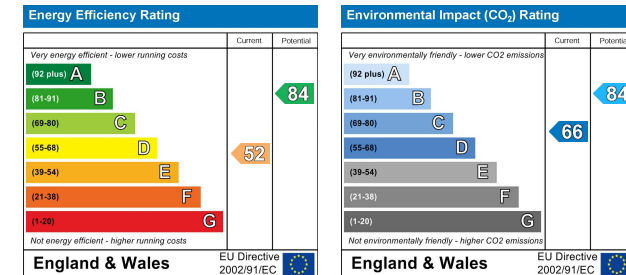 Energy Efficiency Rating
Current Potential
Very energy efficient - lower running costs
(92 plus) A
(81-91) B
84
(69-80) C
(55-68) D
52
(39-54) E
(21-38) F
(1-20) G
Not energy efficient - higher running costs
England & Wales
EU Directive
2002/91/EC
Environmental Impact (CO₂) Rating
Current Potential
Very environmentally friendly - lower CO2 emissions
(92 plus) A
(81-91) B
84
(69-80) C
66
(55-68) D
(39-54) E
(21-38) F
(1-20) G
Not environmentally friendly - higher CO2 emissions
England & Wales
EU Directive
2002/91/EC